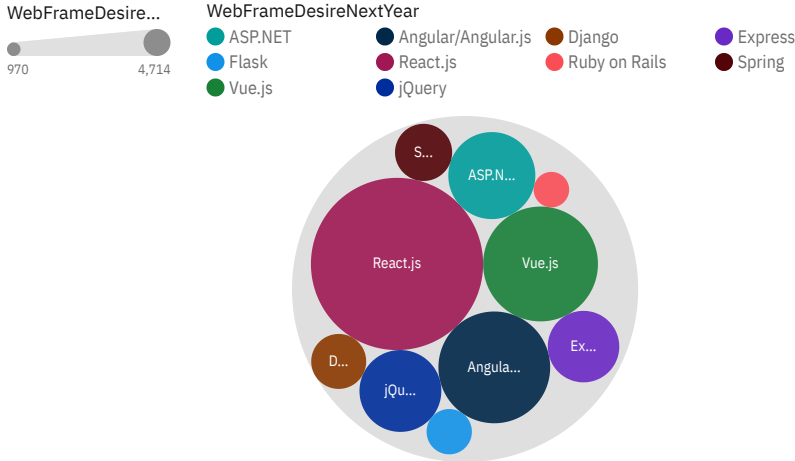 WebFrameDesire...
970
4,714
WebFrameDesireNextYear
ASP.NET
Angular/Angular.js
Django
Express
Flask
React.js
Ruby on Rails
Spring
Vue.js
jQuery
S...
ASP.N...
React.js
Vue.js
Ex...
D...
Angula...
jQu...